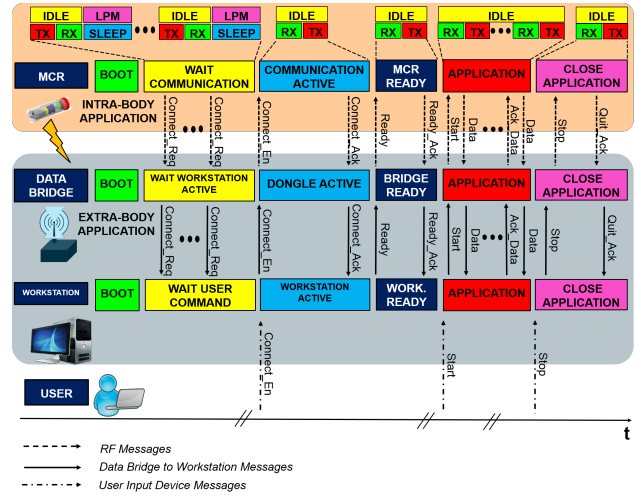 IDLE LPM IDLE LPM IDLE IDLE IDLE IDLE
TX RX SLEEP TX RX SLEEP RX TX RX TX RX TX RX TX RX TX
MCR BOOT WAIT COMMUNICATION COMMUNICATION ACTIVE MCR READY APPLICATION CLOSE APPLICATION
INTRA-BODY
APPLICATION
Connect_Req Connect_Req Connect_En Connect_Ack Ready Ready_Ack Start Data Ack_Data Data Stop Quit_Ack
DATA BRIDGE BOOT WAIT WORKSTATION ACTIVE DONGLE ACTIVE BRIDGE READY APPLICATION CLOSE APPLICATION
EXTRA-BODY
APPLICATION
Connect_Req Connect_Req Connect_En Connect_Ack Ready Ready_Ack Start Data Ack_Data Data Stop Quit_Ack
WORKSTATION BOOT WAIT USER COMMAND WORKSTATION ACTIVE WORK. READY APPLICATION CLOSE APPLICATION
Connect_En Start Stop
USER
t
RF Messages
Data Bridge to Workstation Messages
User Input Device Messages